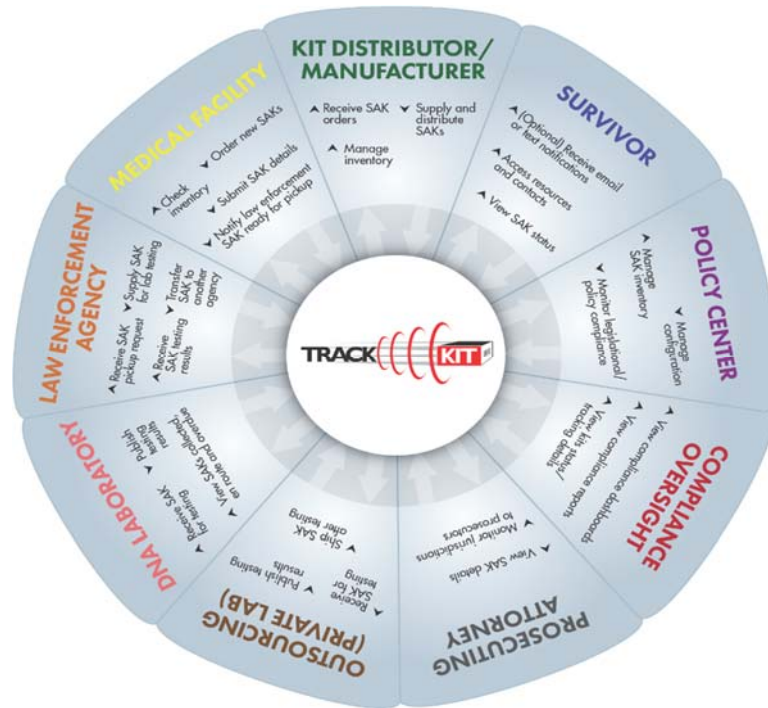 KIT DISTRIBUTOR/
MANUFACTURER
Receive SAK
orders
Supply and
distribute
SAKs
Manage
inventory
SURVIVOR
(Optional) Receive email
or text notifications
Access resources
and contacts
View SAK status
POLICY CENTER
Manage
SAK inventory
Manage
configuration
Monitor legislational/
policy compliance
COMPLIANCE
OVERSIGHT
View compliance dashboards
View compliance reports
View kits status/
tracking details
PROSECUTING
ATTORNEY
View SAK details
Monitor jurisdictions
to prosecutors
OUTSOURCING
(PRIVATE LAB)
Receive
SAK for
testing
Publish testing
results
Ship SAK
after testing
DNA LABORATORY
Receive SAK
for testing
Publish
testing
results
View SAKs collected,
en route and overdue
LAW ENFORCEMENT
AGENCY
Receive SAK
pickup request
Supply SAK
for lab testing
Receive
SAK testing
results
Transfer
SAK to
another
agency
MEDICAL FACILITY
Check
inventory
Order new SAKs
Submit SAK details
Notify law enforcement
SAK ready for pickup
TRACK KIT